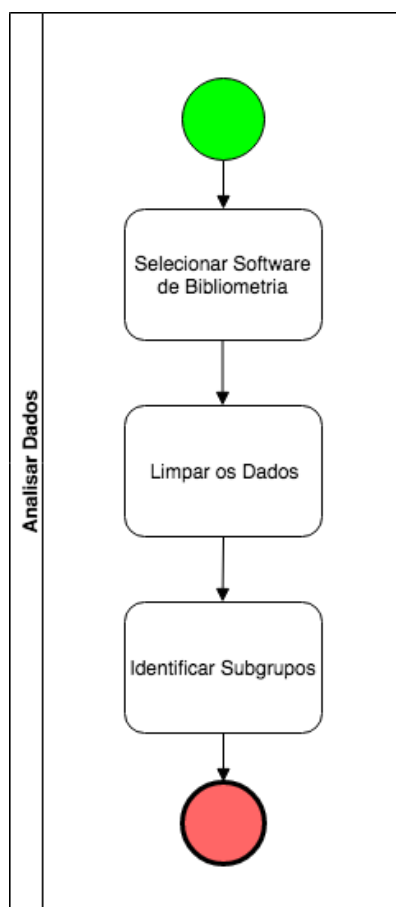 Analisar Dados
Selecionar Software
de Bibliometria
Limpar os Dados
Identificar Subgrupos